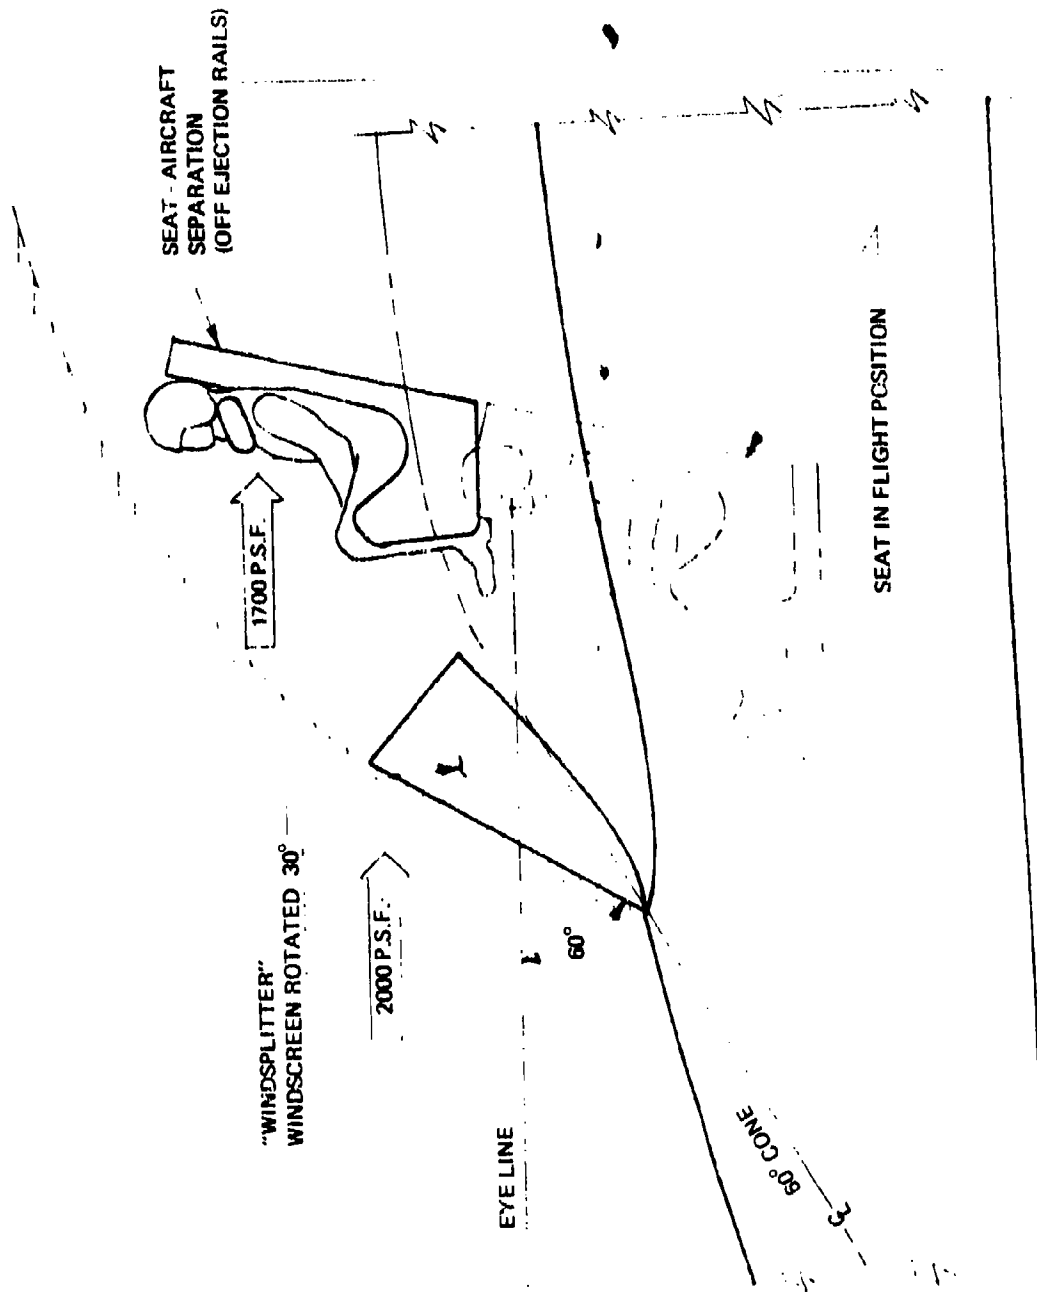 SEAT - AIRCRAFT
SEPARATION
(OFF EJECTION RAILS)
1700 P.S.F.
"WINDSPLITTER"
WINDSCREEN ROTATED 30°
2000 P.S.F.
60°
EYE LINE
60° CONE
SEAT IN FLIGHT POSITION